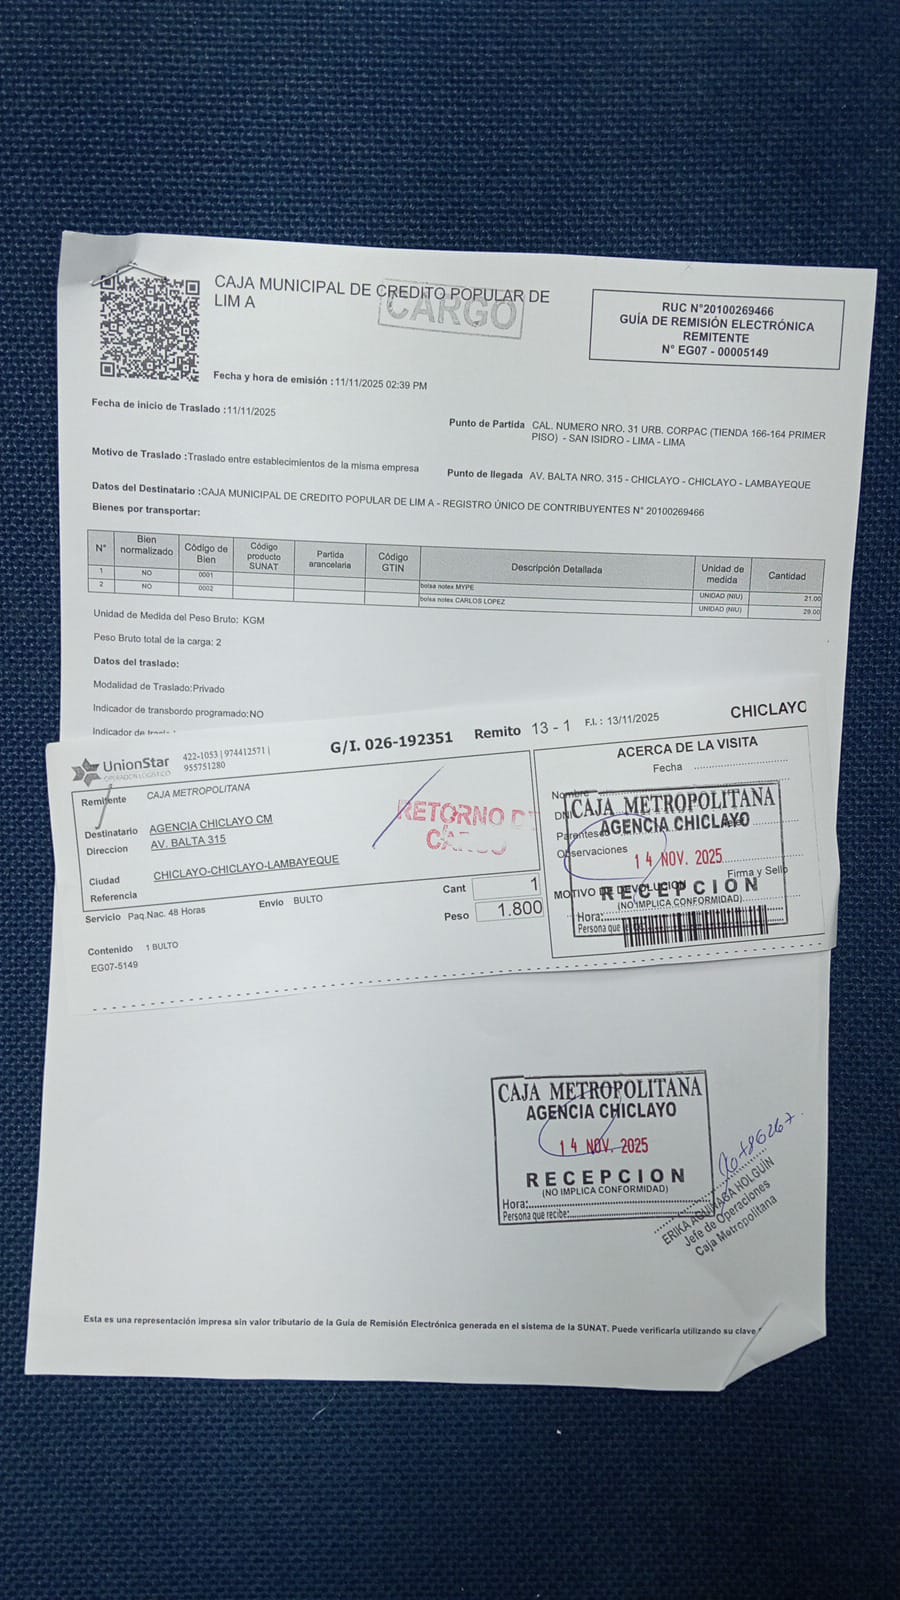 CAJA MUNICIPAL DE CREDITO POPULAR DE
LIM A
CARGO
RUC N°20100269466
GUÍA DE REMISIÓN ELECTRÓNICA
REMITENTE
N° EG07 - 00005149
Fecha y hora de emisión : 11/11/2025 02:39 PM
Fecha de inicio de Traslado : 11/11/2025
Punto de Partida CAL. NUMERO NRO. 31 URB. CORPAC (TIENDA 166-164 PRIMER
PISO) - SAN ISIDRO - LIMA - LIMA
Motivo de Traslado : Traslado entre establecimientos de la misma empresa
Punto de llegada AV. BALTA NRO. 315 - CHICLAYO - CHICLAYO - LAMBAYEQUE
Datos del Destinatario : CAJA MUNICIPAL DE CREDITO POPULAR DE LIM A - REGISTRO ÚNICO DE CONTRIBUYENTES N° 20100269466
Bienes por transportar:
N° Bien normalizado Código de Bien Código producto SUNAT Partida arancelaria Código GTIN Descripción Detallada Unidad de medida Cantidad
1 NO 0001 bolsa notex MYPE UNIDAD (NIU) 21.00
2 NO 0002 bolsa notex CARLOS LOPEZ UNIDAD (NIU) 29.00
Unidad de Medida del Peso Bruto: KGM
Peso Bruto total de la carga: 2
Datos del traslado:
Modalidad de Traslado: Privado
Indicador de transbordo programado: NO
Indicador de
UnionStar
OPERADOR LOGÍSTICO
422-1053 | 974412571 |
955751280
G/I. 026-192351 Remito 13 - 1 F.I.: 13/11/2025 CHICLAYO
Remitente CAJA METROPOLITANA
Destinatario AGENCIA CHICLAYO CM
Direccion AV. BALTA 315
Ciudad CHICLAYO-CHICLAYO-LAMBAYEQUE
Referencia
RETORNO DE
CARGO
Servicio Paq.Nac. 48 Horas Envio BULTO
Cant 1
Peso 1.800
Contenido 1 BULTO
EG07-5149
ACERCA DE LA VISITA
Fecha
Nombre
DNI
Parentesco
Observaciones
Firma y Sello
MOTIVO DE DEVOLUCION
CAJA METROPOLITANA
AGENCIA CHICLAYO
14 NOV. 2025
RECEPCION
(NO IMPLICA CONFORMIDAD)
Hora:
Persona que
CAJA METROPOLITANA
AGENCIA CHICLAYO
14 NOV. 2025
RECEPCION
(NO IMPLICA CONFORMIDAD)
Hora:
Persona que recibe:
ERIKA AGUINAGA HOLGUIN
Jefe de Operaciones
Caja Metropolitana
Esta es una representación impresa sin valor tributario de la Guía de Remisión Electrónica generada en el sistema de la SUNAT. Puede verificarla utilizando su clave